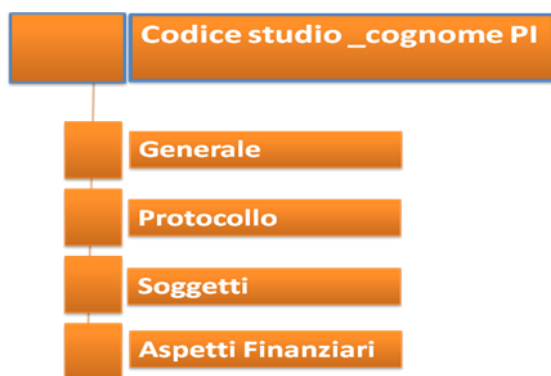 Codice studio _cognome PI
Generale
Protocollo
Soggetti
Aspetti Finanziari